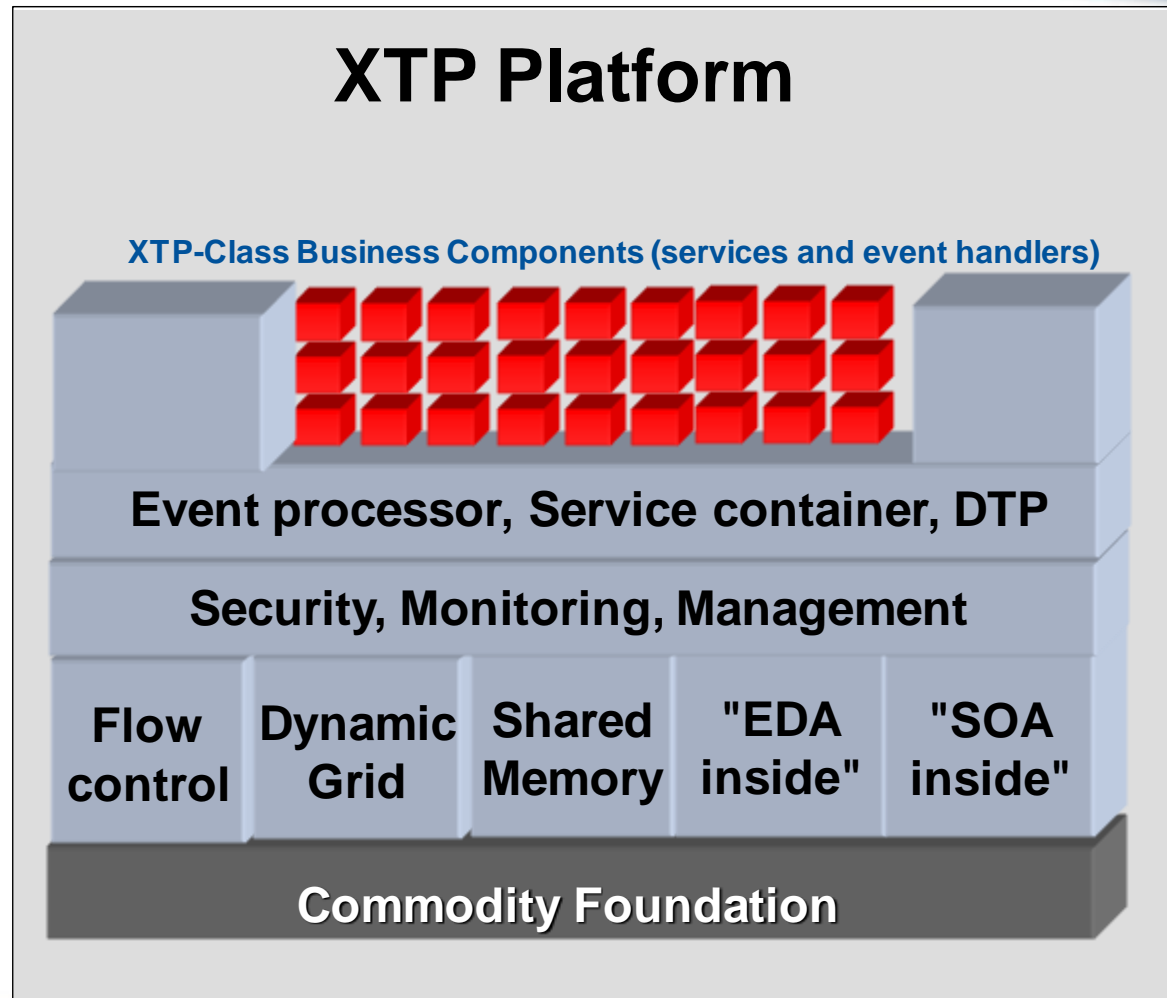 XTP Platform
XTP-Class Business Components (services and event handlers)
Event processor, Service container, DTP
Security, Monitoring, Management
Flow
control
Dynamic
Grid
Shared
Memory
"EDA
inside"
"SOA
inside"
Commodity Foundation